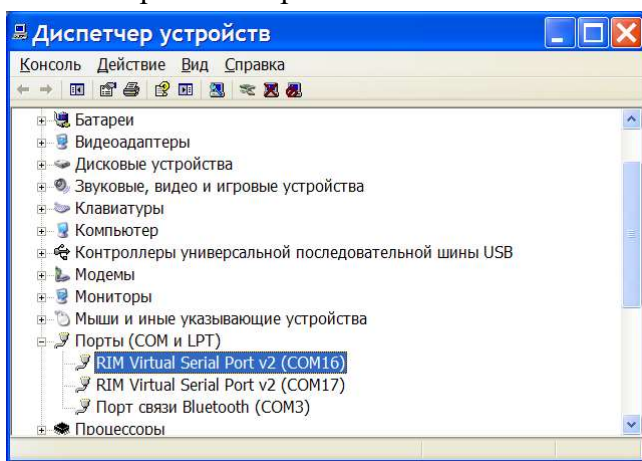 Диспетчер устройств
Консоль Действие Вид Справка
Батареи
Видеоадаптеры
Дисковые устройства
Звуковые, видео и игровые устройства
Клавиатуры
Компьютер
Контроллеры универсальной последовательной шины USB
Модемы
Мониторы
Мыши и иные указывающие устройства
Порты (COM и LPT)
RIM Virtual Serial Port v2 (COM16)
RIM Virtual Serial Port v2 (COM17)
Порт связи Bluetooth (COM3)
Процессоры